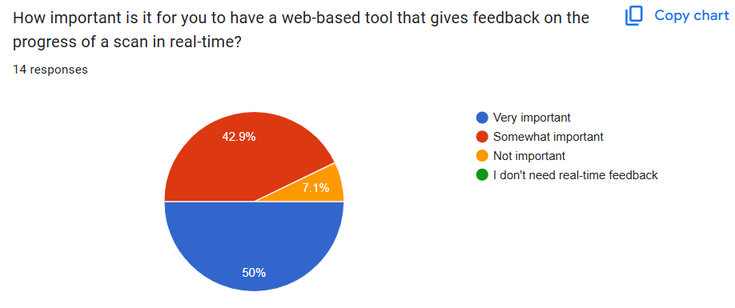 How important is it for you to have a web-based tool that gives feedback on the
progress of a scan in real-time?
Copy chart
14 responses
42.9%
7.1%
50%
Very important
Somewhat important
Not important
I don't need real-time feedback